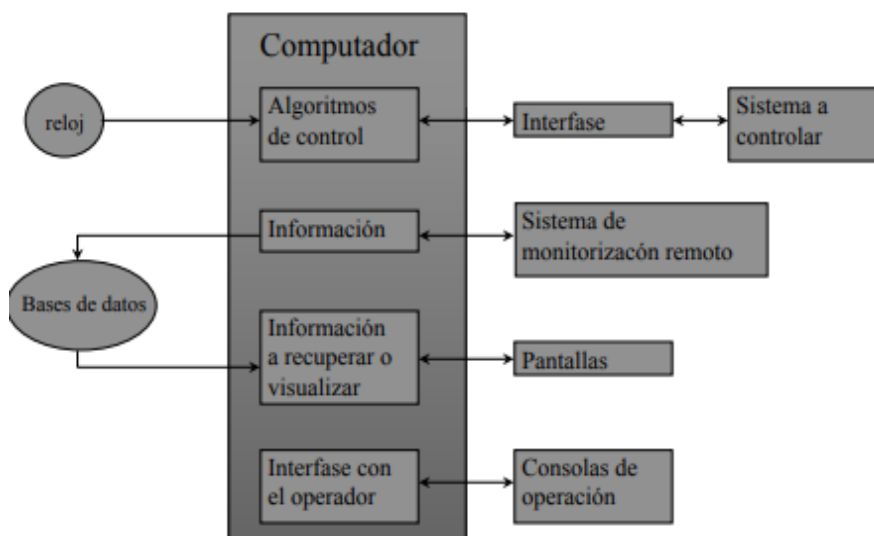 Computador
reloj
Algoritmos
de control
Interfase
Sistema a
controlar
Información
Sistema de
monitorizacón remoto
Bases de datos
Información
a recuperar o
visualizar
Pantallas
Interfase con
el operador
Consolas de
operación